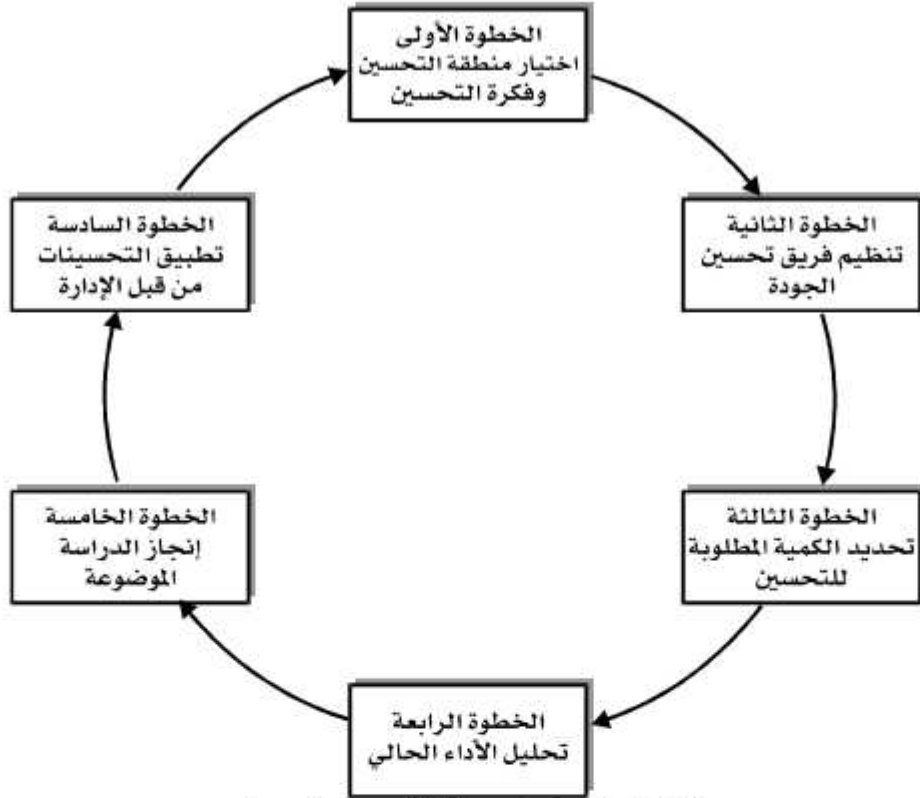 الخطوة الأولى
اختيار منطقة التحسين
وفكرة التحسين
الخطوة الثانية
تنظيم فريق تحسين
الجودة
الخطوة الثالثة
تحديد الكمية المطلوبة
للتحسين
الخطوة الرابعة
تحليل الأداء الحالي
الخطوة الخامسة
إنجاز الدراسة
الموضوعة
الخطوة السادسة
تطبيق التحسينات
من قبل الإدارة